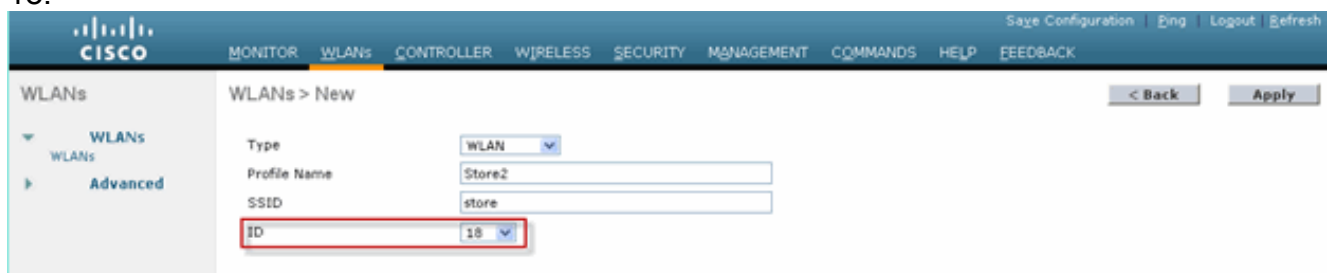 Save Configuration | Ping | Logout | Refresh
CISCO
MONITOR WLANs CONTROLLER WIRELESS SECURITY MANAGEMENT COMMANDS HELP FEEDBACK
WLANs
WLANs > New
< Back
Apply
WLANs
WLANs
Advanced
Type WLAN
Profile Name Store2
SSID store
ID 18